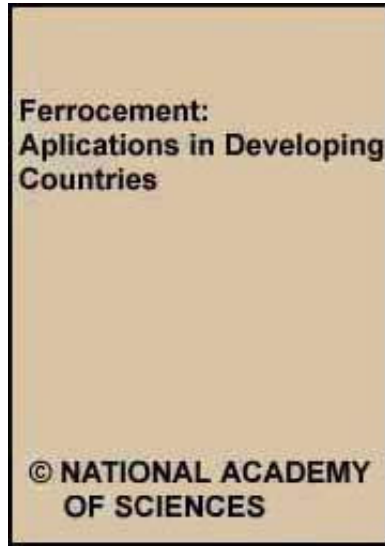 Ferrocement:
Aplications in Developing
Countries
© NATIONAL ACADEMY
OF SCIENCES